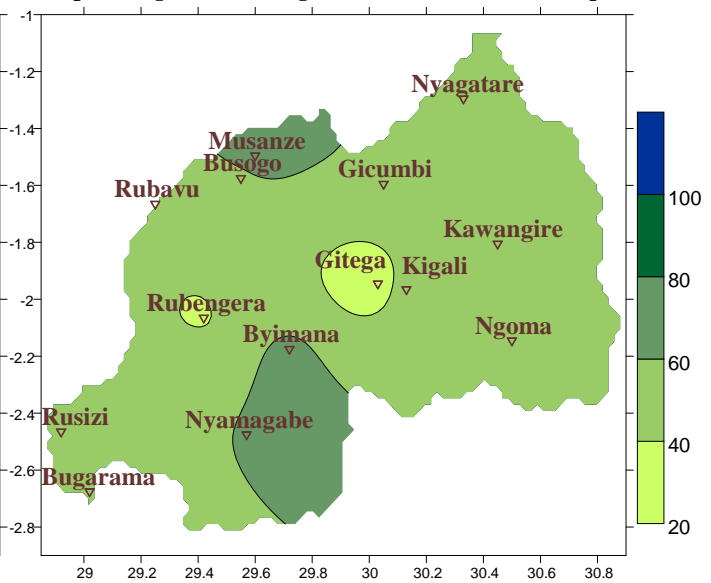 -1
-1.2
-1.4
-1.6
-1.8
-2
-2.2
-2.4
-2.6
-2.8
Nyagatare
Musanze
Busogo
Gicumbi
Rubavu
Kawangire
Gitega
Kigali
Rubengera
Ngoma
Byimana
Rusizi
Nyamagabe
Bugarama
100
80
60
40
20
29 29.2 29.4 29.6 29.8 30 30.2 30.4 30.6 30.8